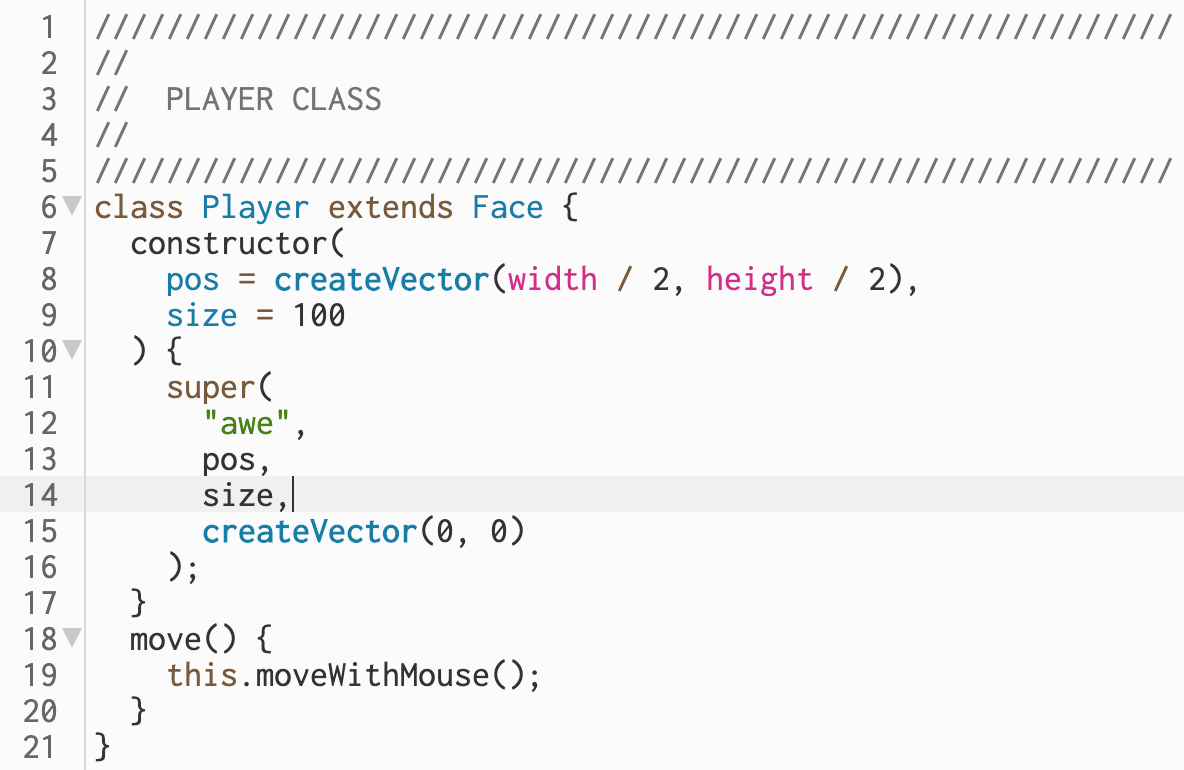 1 ////////////////////////////////////////////////////////////
2 //
3 //  PLAYER CLASS
4 //
5 ////////////////////////////////////////////////////////////
6 class Player extends Face {
7   constructor(
8     pos = createVector(width / 2, height / 2),
9     size = 100
10   ) {
11     super(
12       "awe",
13       pos,
14       size,
15       createVector(0, 0)
16     );
17   }
18   move() {
19     this.moveWithMouse();
20   }
21 }